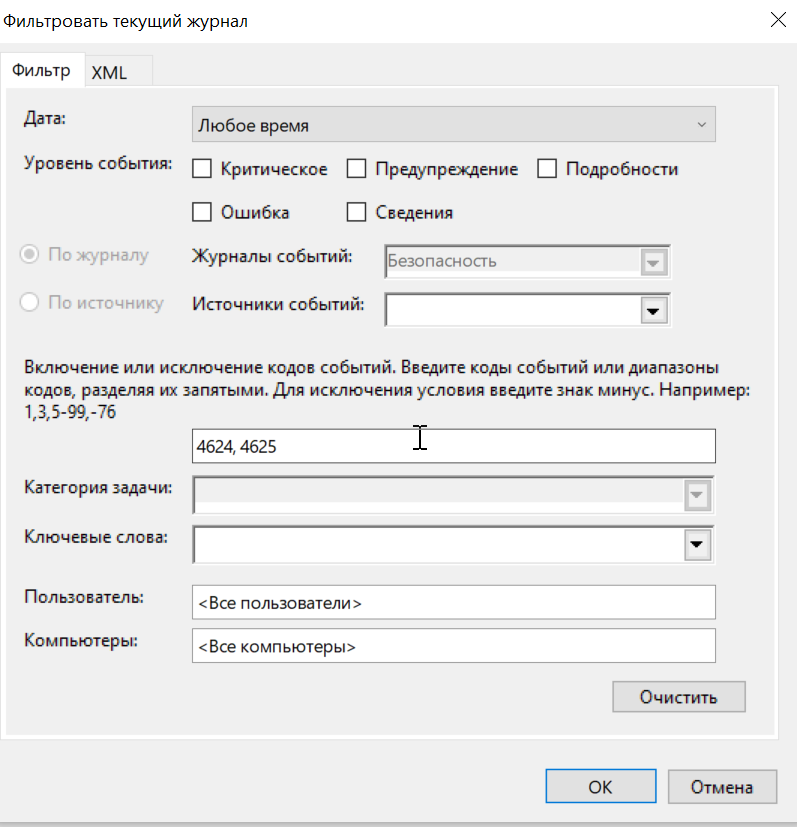 Фильтровать текущий журнал
Фильтр XML
Дата: Любое время
Уровень события: Критическое Предупреждение Подробности
Ошибка Сведения
По журналу Журналы событий: Безопасность
По источнику Источники событий:
Включение или исключение кодов событий. Введите коды событий или диапазоны
кодов, разделяя их запятыми. Для исключения условия введите знак минус. Например:
1,3,5-99,-76
4624, 4625
Категория задачи:
Ключевые слова:
Пользователь: <Все пользователи>
Компьютеры: <Все компьютеры>
Очистить
ОК Отмена